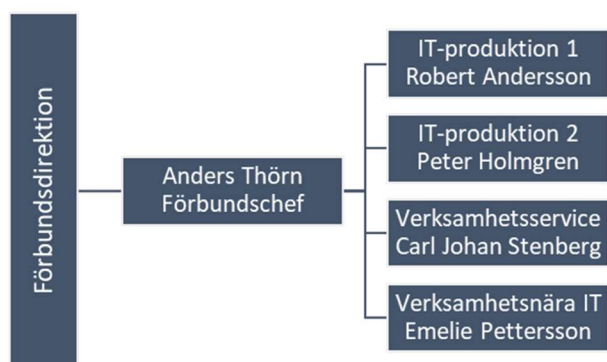 Förbundsdirektion
Anders Thörn
Förbundschef
IT-produktion 1
Robert Andersson
IT-produktion 2
Peter Holmgren
Verksamhetsservice
Carl Johan Stenberg
Verksamhetsnära IT
Emelie Pettersson